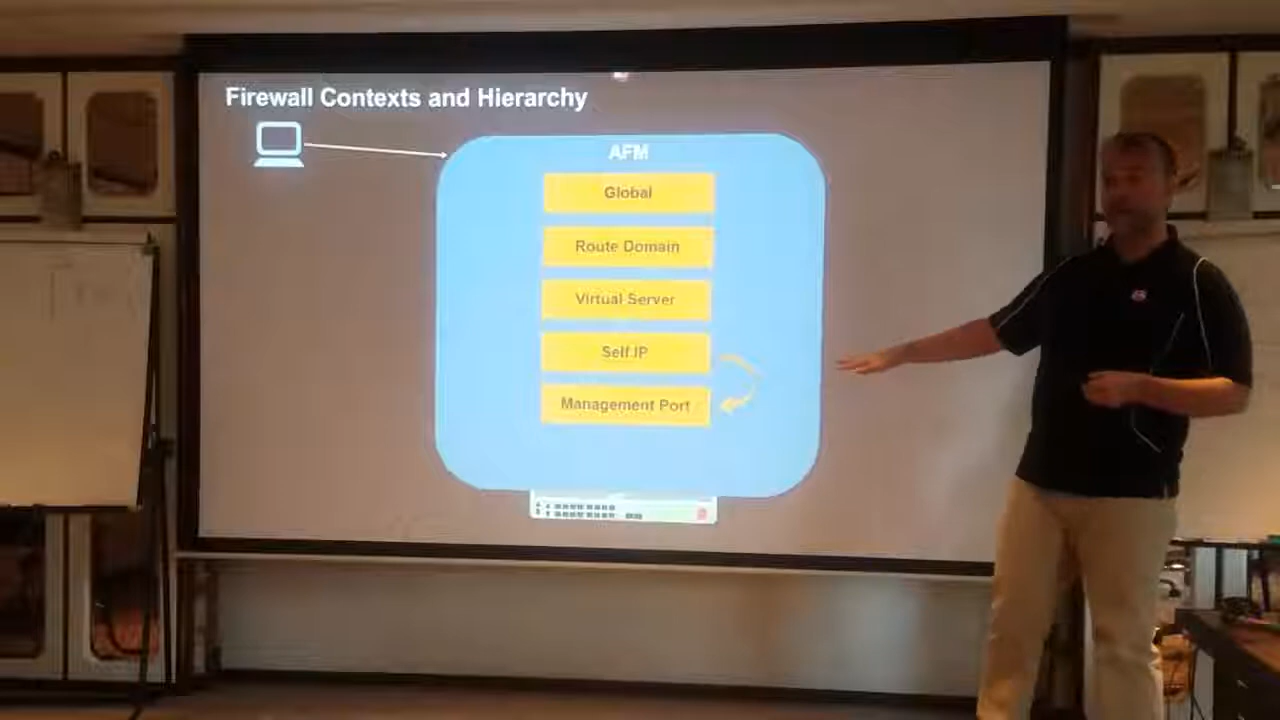 Firewall Contexts and Hierarchy
AFM
Global
Route Domain
Virtual Server
Self IP
Management Port